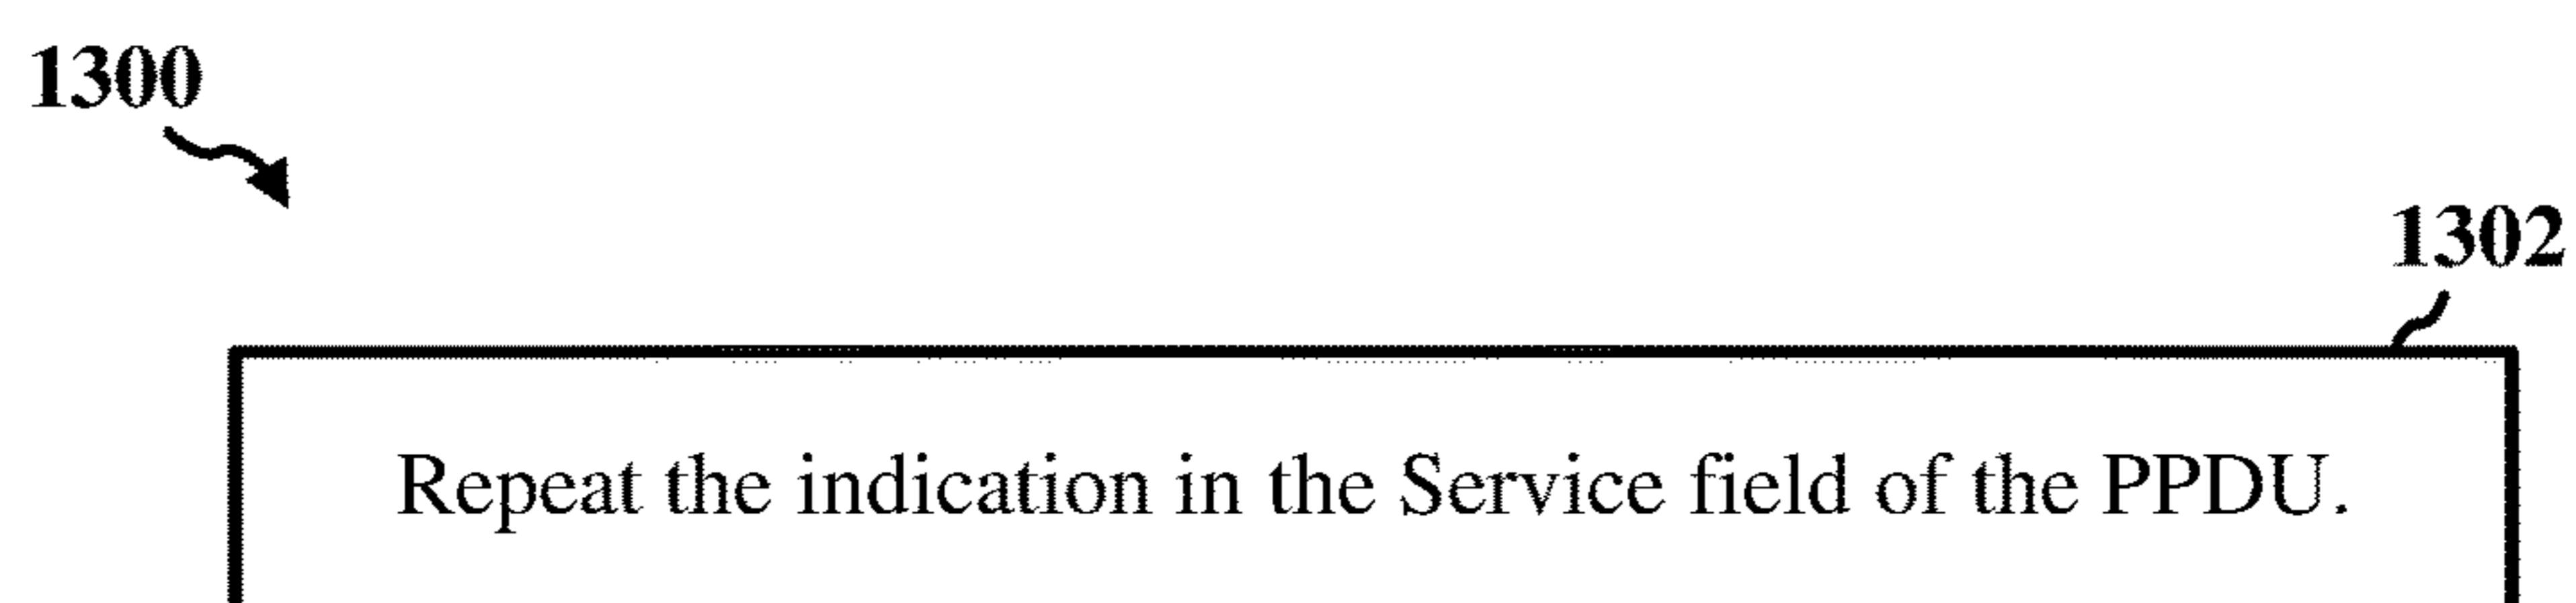 1300
1302
Repeat the indication in the Service field of the PPDU.